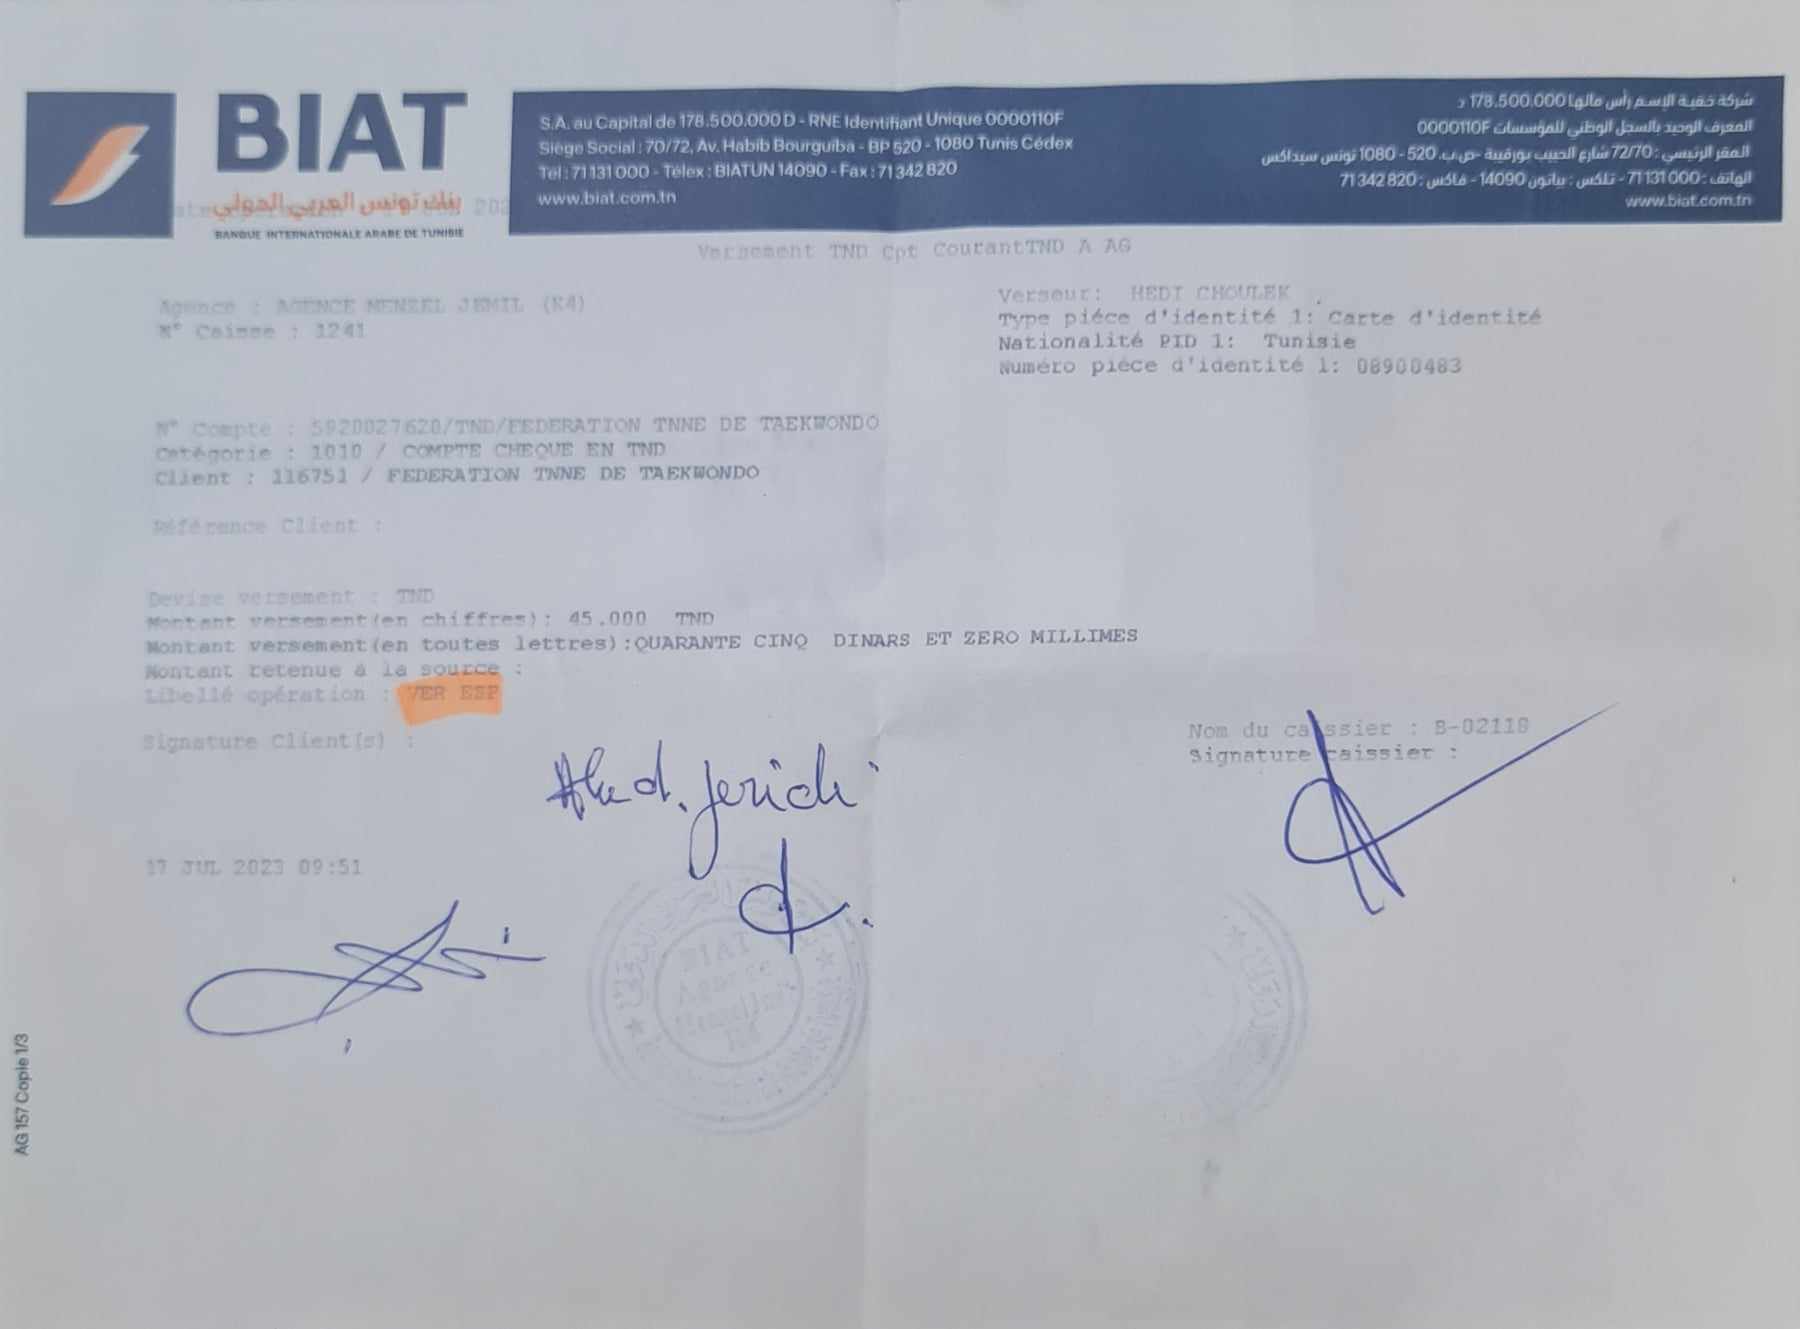 BIAT
بنك تونس العربي الدولي
BANQUE INTERNATIONALE ARABE DE TUNISIE
S.A. au Capital de 178.500.000 D - RNE Identifiant Unique 0000110F
Siège Social : 70/72, Av. Habib Bourguiba - BP 520 - 1080 Tunis Cédex
Tél : 71 131 000 - Télex : BIATUN 14090 - Fax : 71 342 820
www.biat.com.tn
شركة خفية الإسم رأس مالها 178.500.000 د
المعرف الوحيد بالسجل الوطني للمؤسسات 0000110F
المقر الرئيسي : 72/70 شارع الحبيب بورقيبة -ص.ب. 520 - 1080 تونس سيداكس
الهاتف : 71 131 000 - تلكس : بياتون 14090 - فاكس : 71 342 820
www.biat.com.tn
Versement TND Cpt CourantTND A AG
Agence : AGENCE MENZEL JEMIL (K4)
N° Caisse : 1241
Verseur: HEDI CHOULEK
Type piéce d'identité 1: Carte d'identité
Nationalité PID 1: Tunisie
Numéro piéce d'identité 1: 08900483
N° Compte : 5920027620/TND/FEDERATION TNNE DE TAEKWONDO
Catégorie : 1010 / COMPTE CHEQUE EN TND
Client : 116751 / FEDERATION TNNE DE TAEKWONDO
Référence Client :
Devise versement : TND
Montant versement(en chiffres): 45.000 TND
Montant versement(en toutes lettres):QUARANTE CINQ DINARS ET ZERO MILLIMES
Montant retenue à la source :
Libellé opération : VER ESP
Signature Client(s) :
Nom du caissier : B-02118
Signature caissier :
17 JUL 2023 09:51
BIAT
Agence
AG 157 Copie 1/3